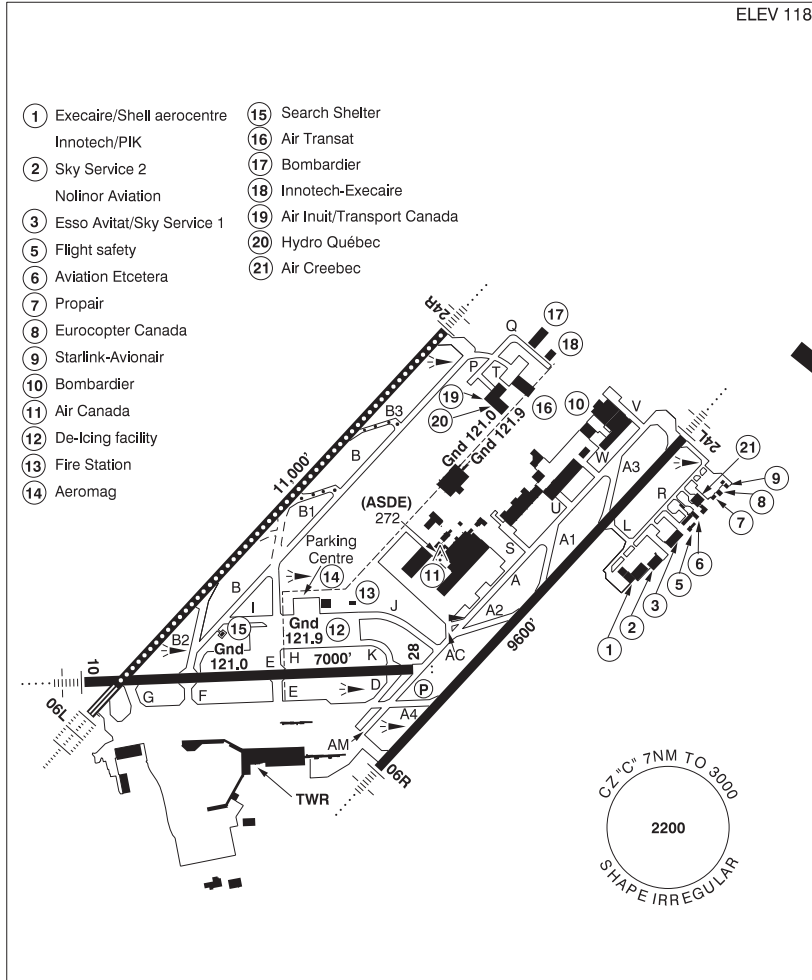 ELEV 118
1 Execaire/Shell aerocentre
Innotech/PIK
2 Sky Service 2
Nolinor Aviation
3 Esso Avitat/Sky Service 1
5 Flight safety
6 Aviation Etcetera
7 Propair
8 Eurocopter Canada
9 Starlink-Avionair
10 Bombardier
11 Air Canada
12 De-Icing facility
13 Fire Station
14 Aeromag
15 Search Shelter
16 Air Transat
17 Bombardier
18 Innotech-Execaire
19 Air Inuit/Transport Canada
20 Hydro Québec
21 Air Creebec
24R
Q
17
18
P
T
19
20
16
10
V
B3
B
Gnd 121.0
Gnd 121.9
11,000'
W
A3
24L
21
9
8
7
R
L
B1
(ASDE)
272
U
A1
S
6
5
3
2
1
Parking
Centre
14
13
11
A
A2
B
I
J
15
Gnd
121.9
12
B2
Gnd
121.0
H
7000'
K
28
AC
9600'
10
E
G
F
E
D
P
06L
A4
AM
06R
TWR
CZ "C" 7NM TO 3000
2200
SHAPE IRREGULAR